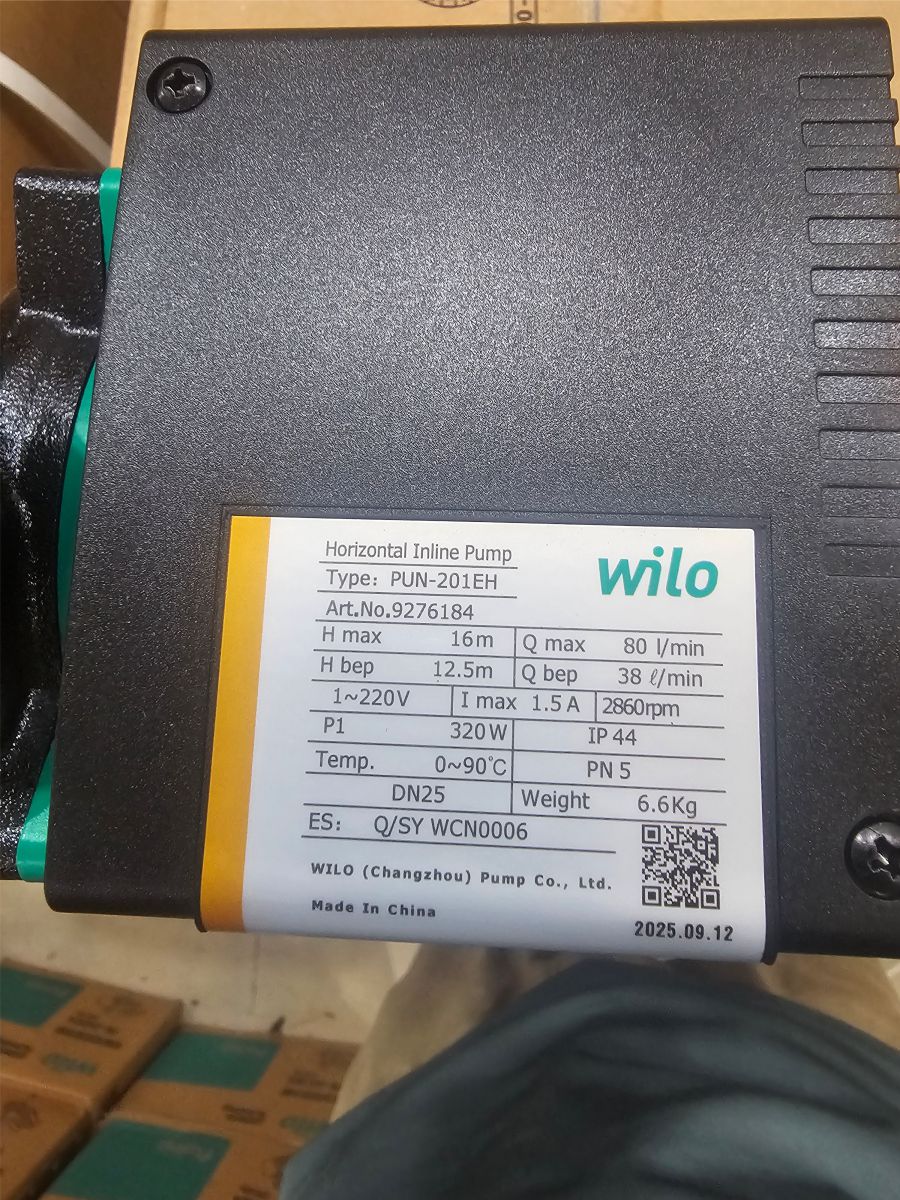 Horizontal Inline Pump
wilo
Type: PUN-201EH
Art.No.9276184
H max 16m Q max 80 l/min
H bep 12.5m Q bep 38 ℓ/min
1~220V I max 1.5 A 2860rpm
P1 320W IP 44
Temp. 0~90℃ PN 5
DN25 Weight 6.6Kg
ES: Q/SY WCN0006
WILO (Changzhou) Pump Co., Ltd.
Made In China
2025.09.12